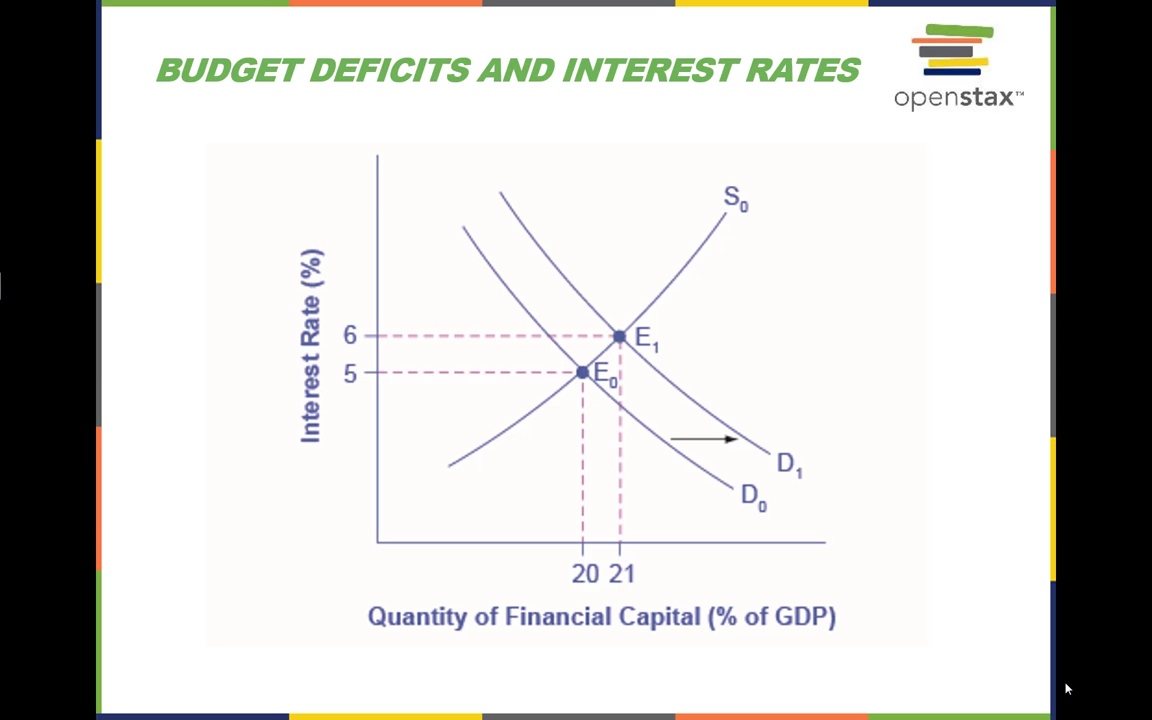 BUDGET DEFICITS AND INTEREST RATES
openstax™
S0
Interest Rate (%)
6
E1
5
E0
D1
D0
20 21
Quantity of Financial Capital (% of GDP)